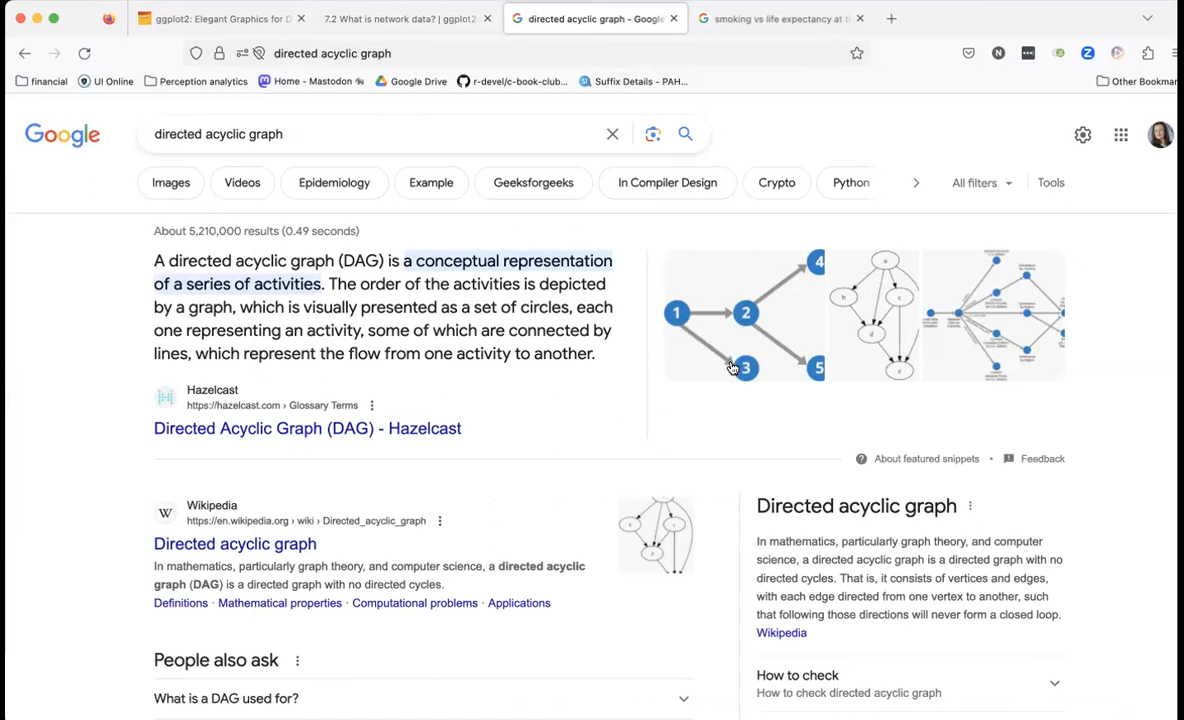 ggplot2: Elegant Graphics for D
7.2 What is network data? | ggplot2
directed acyclic graph - Google
smoking vs life expectancy at th
directed acyclic graph
financial
UI Online
Perception analytics
Home - Mastodon
Google Drive
r-devel/c-book-club...
Suffix Details - PAH...
Other Bookmar
Google
directed acyclic graph
Images
Videos
Epidemiology
Example
Geeksforgeeks
In Compiler Design
Crypto
Python
All filters
Tools
About 5,210,000 results (0.49 seconds)
A directed acyclic graph (DAG) is a conceptual representation
of a series of activities. The order of the activities is depicted
by a graph, which is visually presented as a set of circles, each
one representing an activity, some of which are connected by
lines, which represent the flow from one activity to another.
1
2
3
4
5
Hazelcast
https://hazelcast.com › Glossary Terms
Directed Acyclic Graph (DAG) - Hazelcast
About featured snippets
•
Feedback
Wikipedia
https://en.wikipedia.org › wiki › Directed_acyclic_graph
Directed acyclic graph
In mathematics, particularly graph theory, and computer science, a directed acyclic
graph (DAG) is a directed graph with no directed cycles.
Definitions · Mathematical properties · Computational problems · Applications
People also ask
What is a DAG used for?
Directed acyclic graph
In mathematics, particularly graph theory, and computer
science, a directed acyclic graph is a directed graph with no
directed cycles. That is, it consists of vertices and edges,
with each edge directed from one vertex to another, such
that following those directions will never form a closed loop.
Wikipedia
How to check
How to check directed acyclic graph